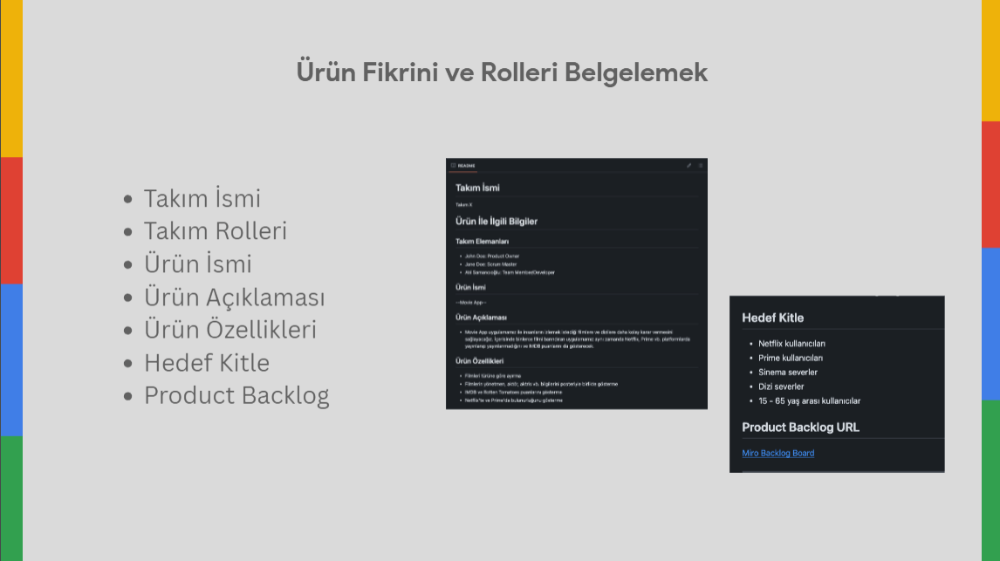 Ürün Fikrini ve Rolleri Belgelemek
Takım İsmi
Takım Rolleri
Ürün İsmi
Ürün Açıklaması
Ürün Özellikleri
Hedef Kitle
Product Backlog
README
Takım İsmi
Takım X
Ürün İle İlgili Bilgiler
Takım Elemanları
John Doe: Product Owner
Jane Doe: Scrum Master
Atıl Samancıoğlu: Team Member/Developer
Ürün İsmi
--Movie App--
Ürün Açıklaması
Movie App uygulamamız ile insanların izlemek istediği filmlere ve dizilere daha kolay karar vermesini
sağlayacağız. İçerisinde binlerce filmi barındıran uygulamamız aynı zamanda Netflix, Prime vb. platformlarda
yayınlanıp yayınlanmadığını ve IMDB puanlarını da gösterecek.
Ürün Özellikleri
Filmleri türüne göre ayırma
Filmlerin yönetmen, aktör, aktris vb. bilgilerini posteriyle birlikte gösterme
IMDB ve Rotten Tomatoes puanlarını gösterme
Netflix'te ve Prime'da bulunurluğunu gösterme
Hedef Kitle
Netflix kullanıcıları
Prime kullanıcıları
Sinema severler
Dizi severler
15 - 65 yaş arası kullanıcılar
Product Backlog URL
Miro Backlog Board